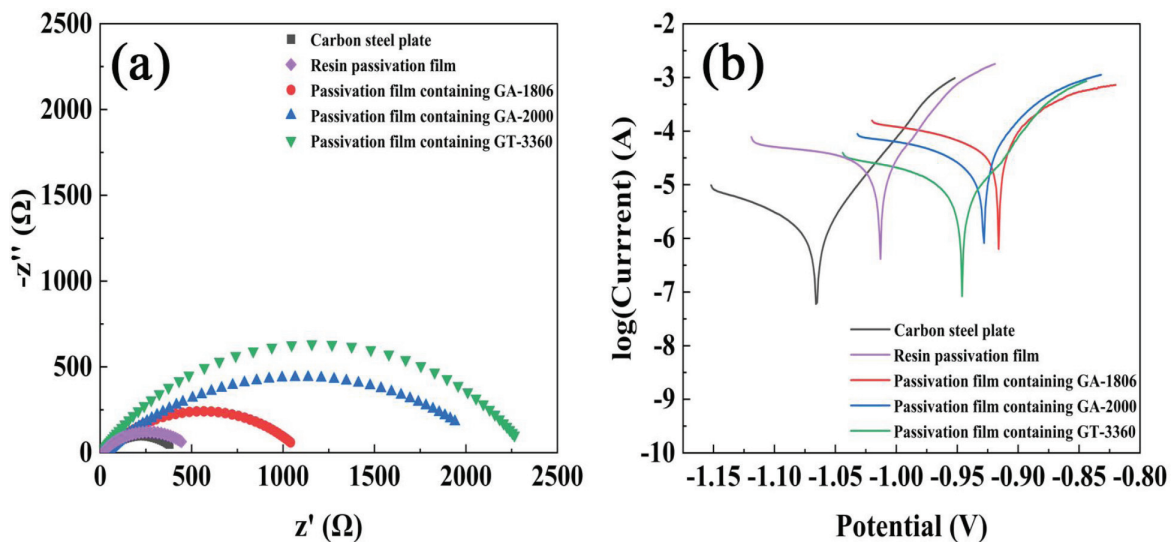 (a)
2500
2000
1500
1000
500
0
0
500
1000
1500
2000
2500
-z'' (Ω)
z' (Ω)
Carbon steel plate
Resin passivation film
Passivation film containing GA-1806
Passivation film containing GA-2000
Passivation film containing GT-3360
(b)
-2
-3
-4
-5
-6
-7
-8
-9
-10
-1.15
-1.10
-1.05
-1.00
-0.95
-0.90
-0.85
-0.80
log(Currrent) (A)
Potential (V)
Carbon steel plate
Resin passivation film
Passivation film containing GA-1806
Passivation film containing GA-2000
Passivation film containing GT-3360